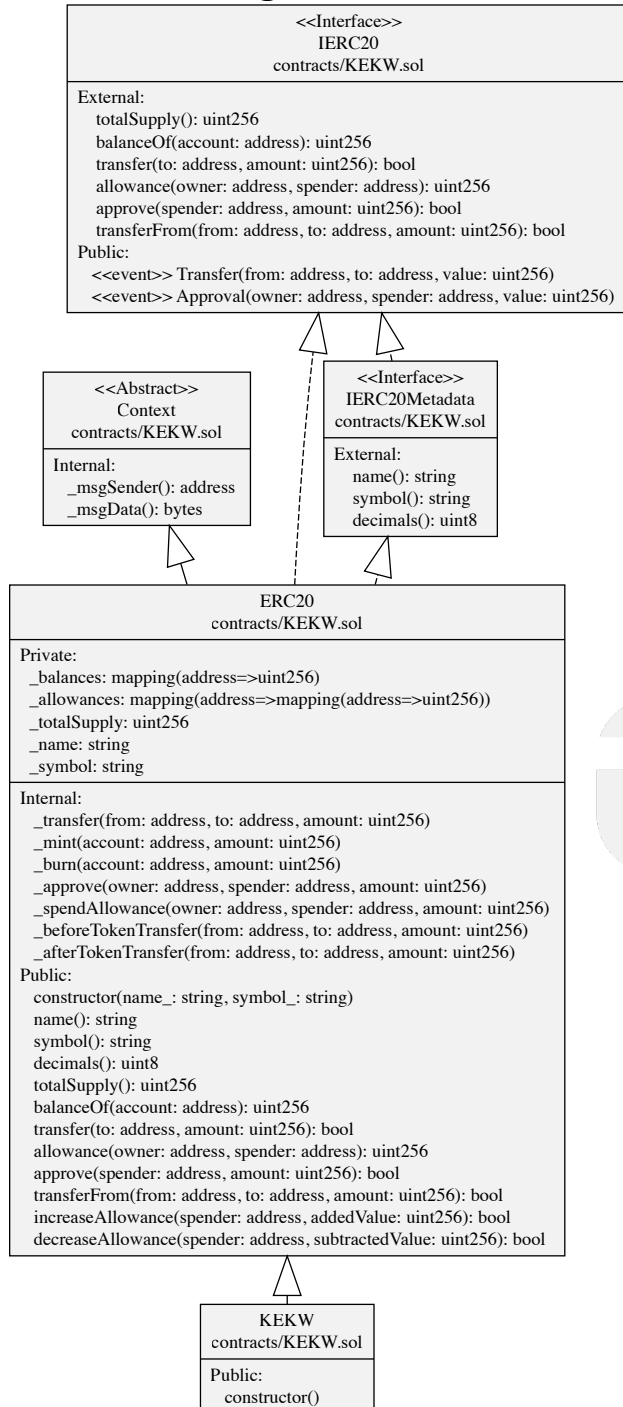 <<Interface>>
IERC20
contracts/KEKW.sol
External:
totalSupply(): uint256
balanceOf(account: address): uint256
transfer(to: address, amount: uint256): bool
allowance(owner: address, spender: address): uint256
approve(spender: address, amount: uint256): bool
transferFrom(from: address, to: address, amount: uint256): bool
Public:
<<event>> Transfer(from: address, to: address, value: uint256)
<<event>> Approval(owner: address, spender: address, value: uint256)
<<Abstract>>
Context
contracts/KEKW.sol
Internal:
_msgSender(): address
_msgData(): bytes
<<Interface>>
IERC20Metadata
contracts/KEKW.sol
External:
name(): string
symbol(): string
decimals(): uint8
ERC20
contracts/KEKW.sol
Private:
_balances: mapping(address=>uint256)
_allowances: mapping(address=>mapping(address=>uint256))
_totalSupply: uint256
_name: string
_symbol: string
Internal:
_transfer(from: address, to: address, amount: uint256)
_mint(account: address, amount: uint256)
_burn(account: address, amount: uint256)
_approve(owner: address, spender: address, amount: uint256)
_spendAllowance(owner: address, spender: address, amount: uint256)
_beforeTokenTransfer(from: address, to: address, amount: uint256)
_afterTokenTransfer(from: address, to: address, amount: uint256)
Public:
constructor(name_: string, symbol_: string)
name(): string
symbol(): string
decimals(): uint8
totalSupply(): uint256
balanceOf(account: address): uint256
transfer(to: address, amount: uint256): bool
allowance(owner: address, spender: address): uint256
approve(spender: address, amount: uint256): bool
transferFrom(from: address, to: address, amount: uint256): bool
increaseAllowance(spender: address, addedValue: uint256): bool
decreaseAllowance(spender: address, subtractedValue: uint256): bool
KEKW
contracts/KEKW.sol
Public:
constructor()